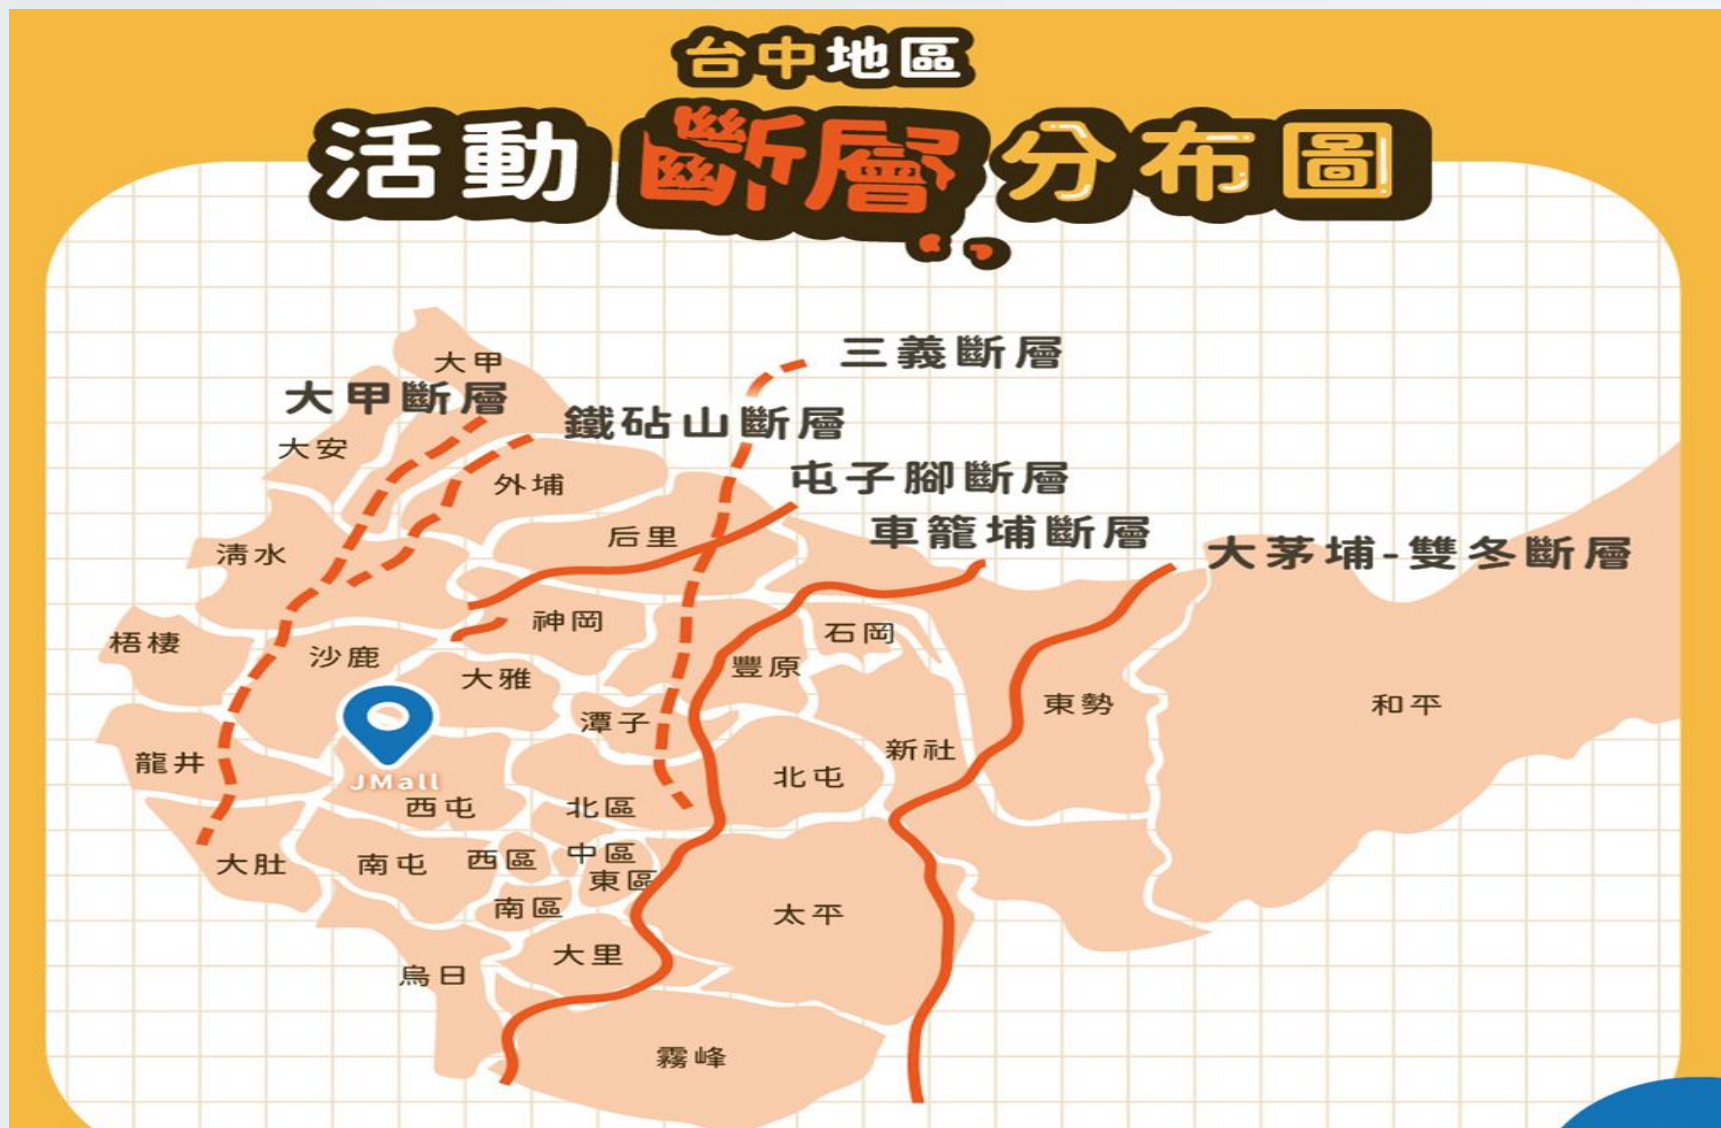 台中地區
活動斷層分布圖
三義斷層
大甲
大甲斷層
鐵砧山斷層
大安
屯子腳斷層
外埔
車籠埔斷層
后里
大茅埔-雙冬斷層
清水
神岡
石岡
梧棲
沙鹿
豐原
大雅
東勢
和平
潭子
新社
龍井
北屯
JMall
西屯
北區
中區
西區
南屯
大肚
東區
南區
太平
大里
烏日
霧峰